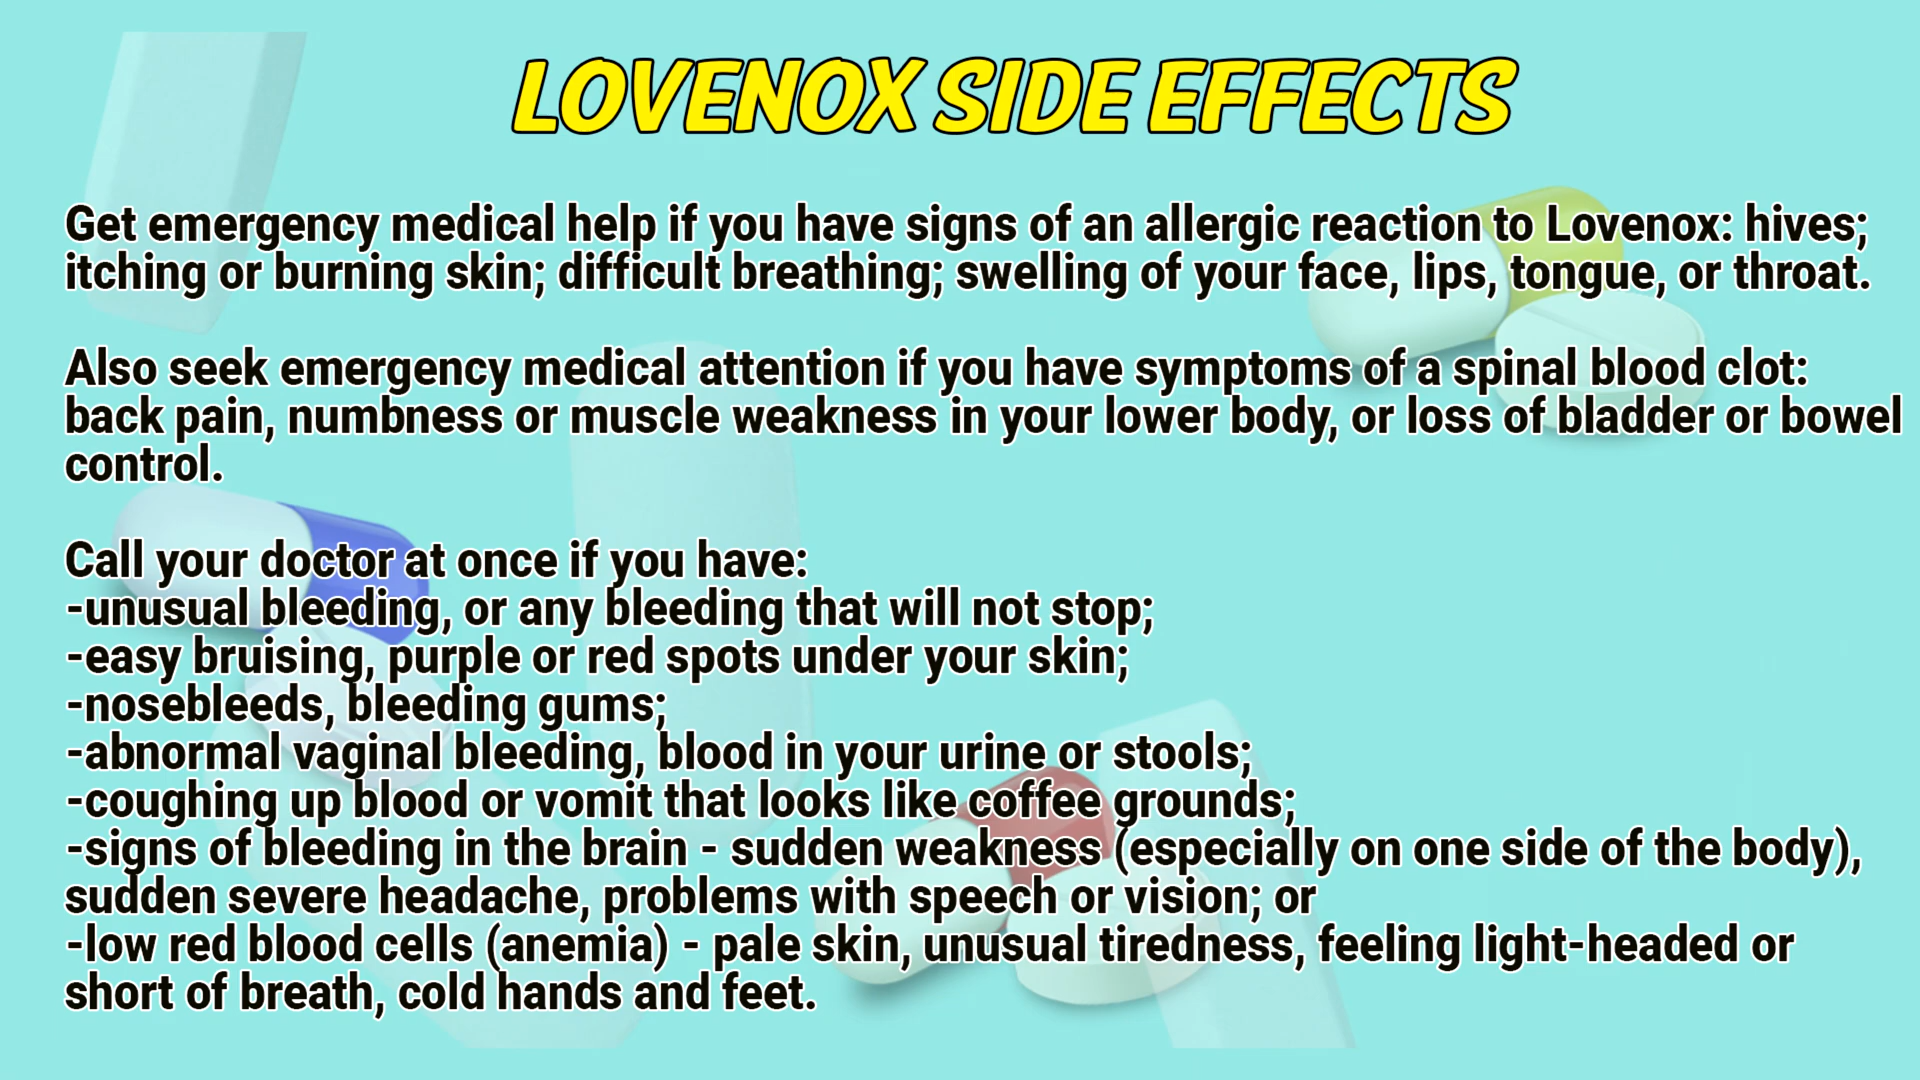 LOVENOX SIDE EFFECTS
Get emergency medical help if you have signs of an allergic reaction to Lovenox: hives;
itching or burning skin; difficult breathing; swelling of your face, lips, tongue, or throat.
Also seek emergency medical attention if you have symptoms of a spinal blood clot:
back pain, numbness or muscle weakness in your lower body, or loss of bladder or bowel
control.
Call your doctor at once if you have:
-unusual bleeding, or any bleeding that will not stop;
-easy bruising, purple or red spots under your skin;
-nosebleeds, bleeding gums;
-abnormal vaginal bleeding, blood in your urine or stools;
-coughing up blood or vomit that looks like coffee grounds;
-signs of bleeding in the brain - sudden weakness (especially on one side of the body),
sudden severe headache, problems with speech or vision; or
-low red blood cells (anemia) - pale skin, unusual tiredness, feeling light-headed or
short of breath, cold hands and feet.